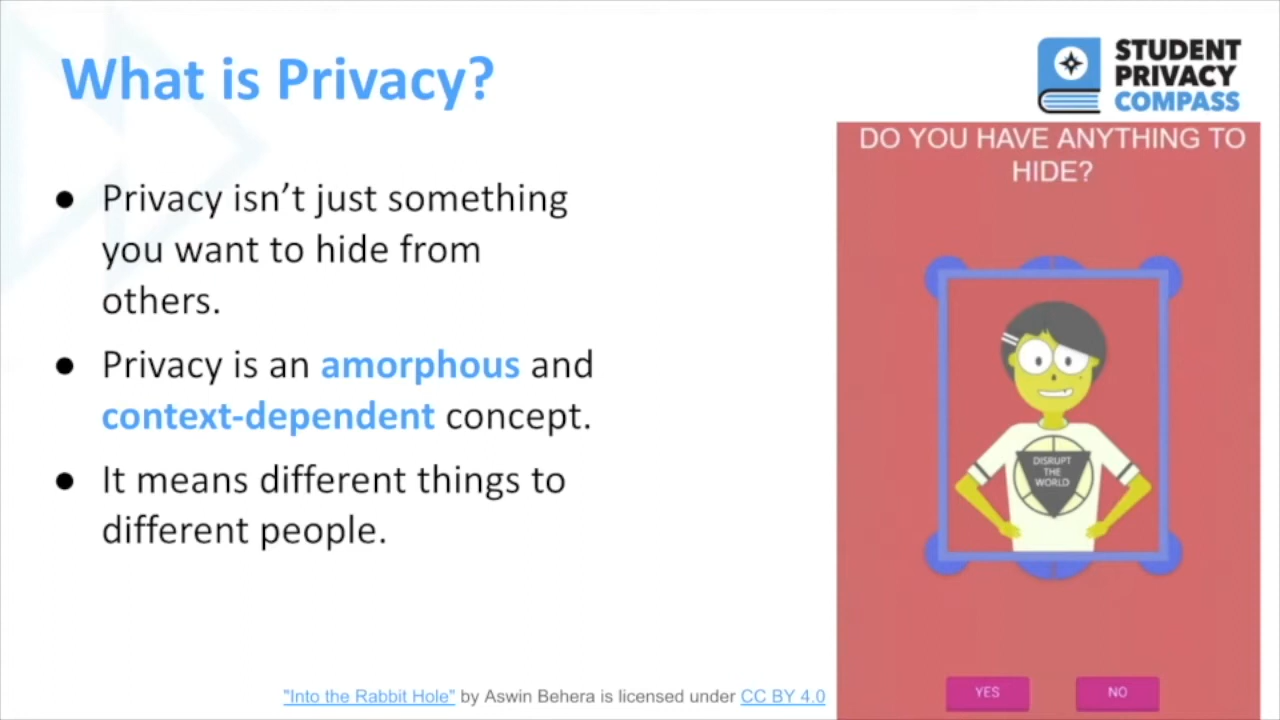 What is Privacy?
STUDENT
PRIVACY
COMPASS
● Privacy isn’t just something
you want to hide from
others.
● Privacy is an amorphous and
context-dependent concept.
● It means different things to
different people.
DO YOU HAVE ANYTHING TO
HIDE?
DISRUPT
THE
WORLD
YES
NO
"Into the Rabbit Hole" by Aswin Behera is licensed under CC BY 4.0